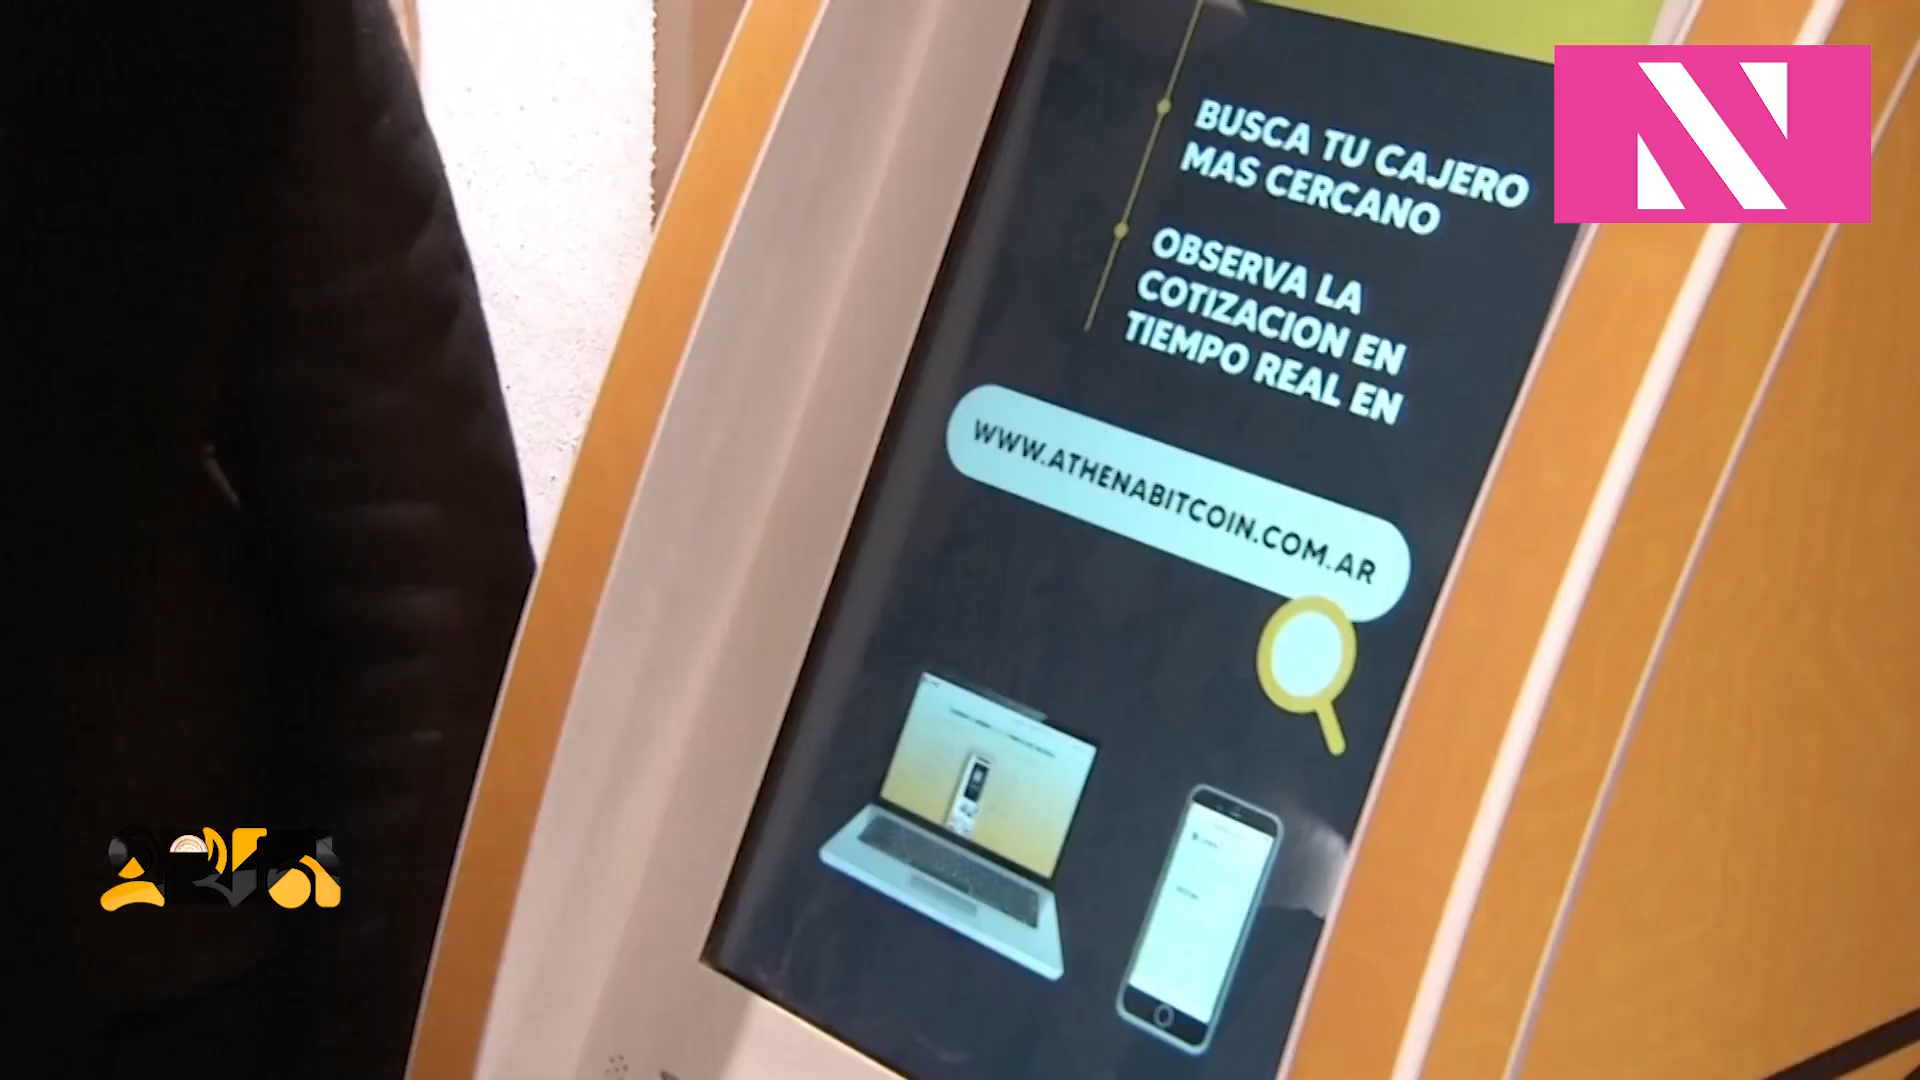 BUSCA TU CAJERO
MAS CERCANO
OBSERVA LA
COTIZACION EN
TIEMPO REAL EN
WWW.ATHENABITCOIN.COM.AR
N